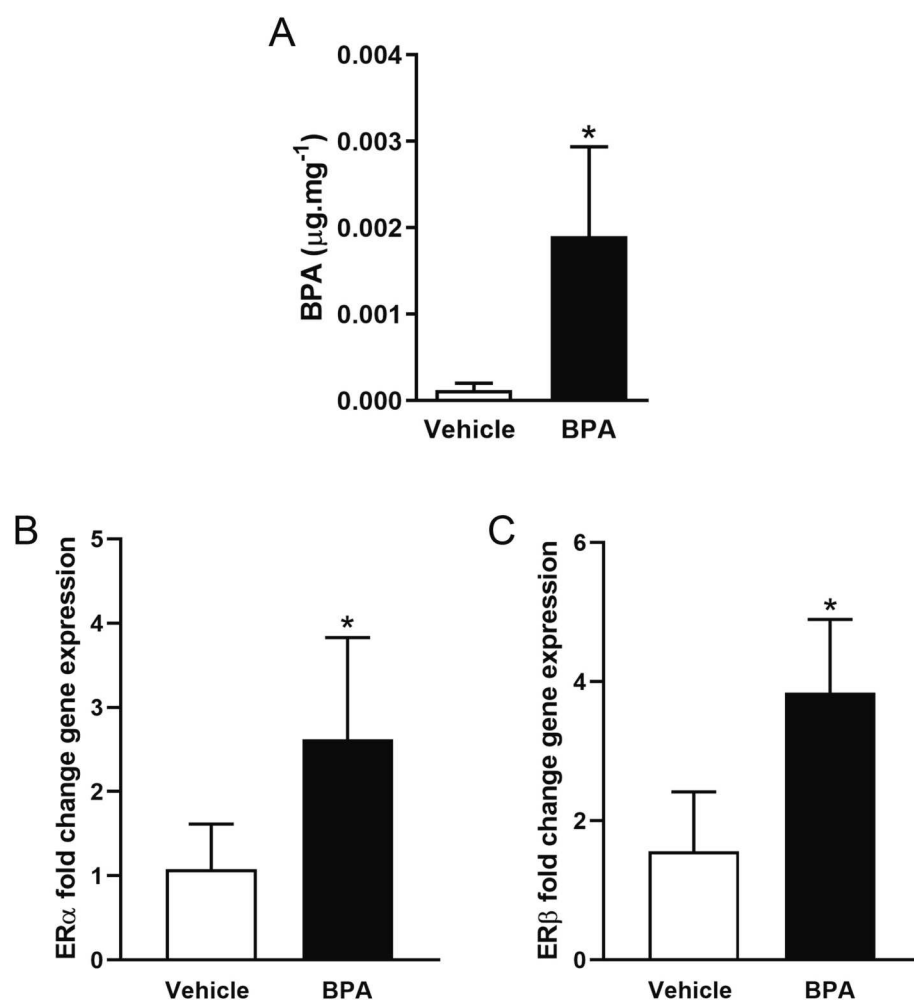 A
BPA (μg.mg⁻¹)
0.004
0.003
0.002
0.001
0.000
*
Vehicle BPA
B
ERα fold change gene expression
5
4
3
2
1
0
*
Vehicle BPA
C
ERβ fold change gene expression
6
4
2
0
*
Vehicle BPA